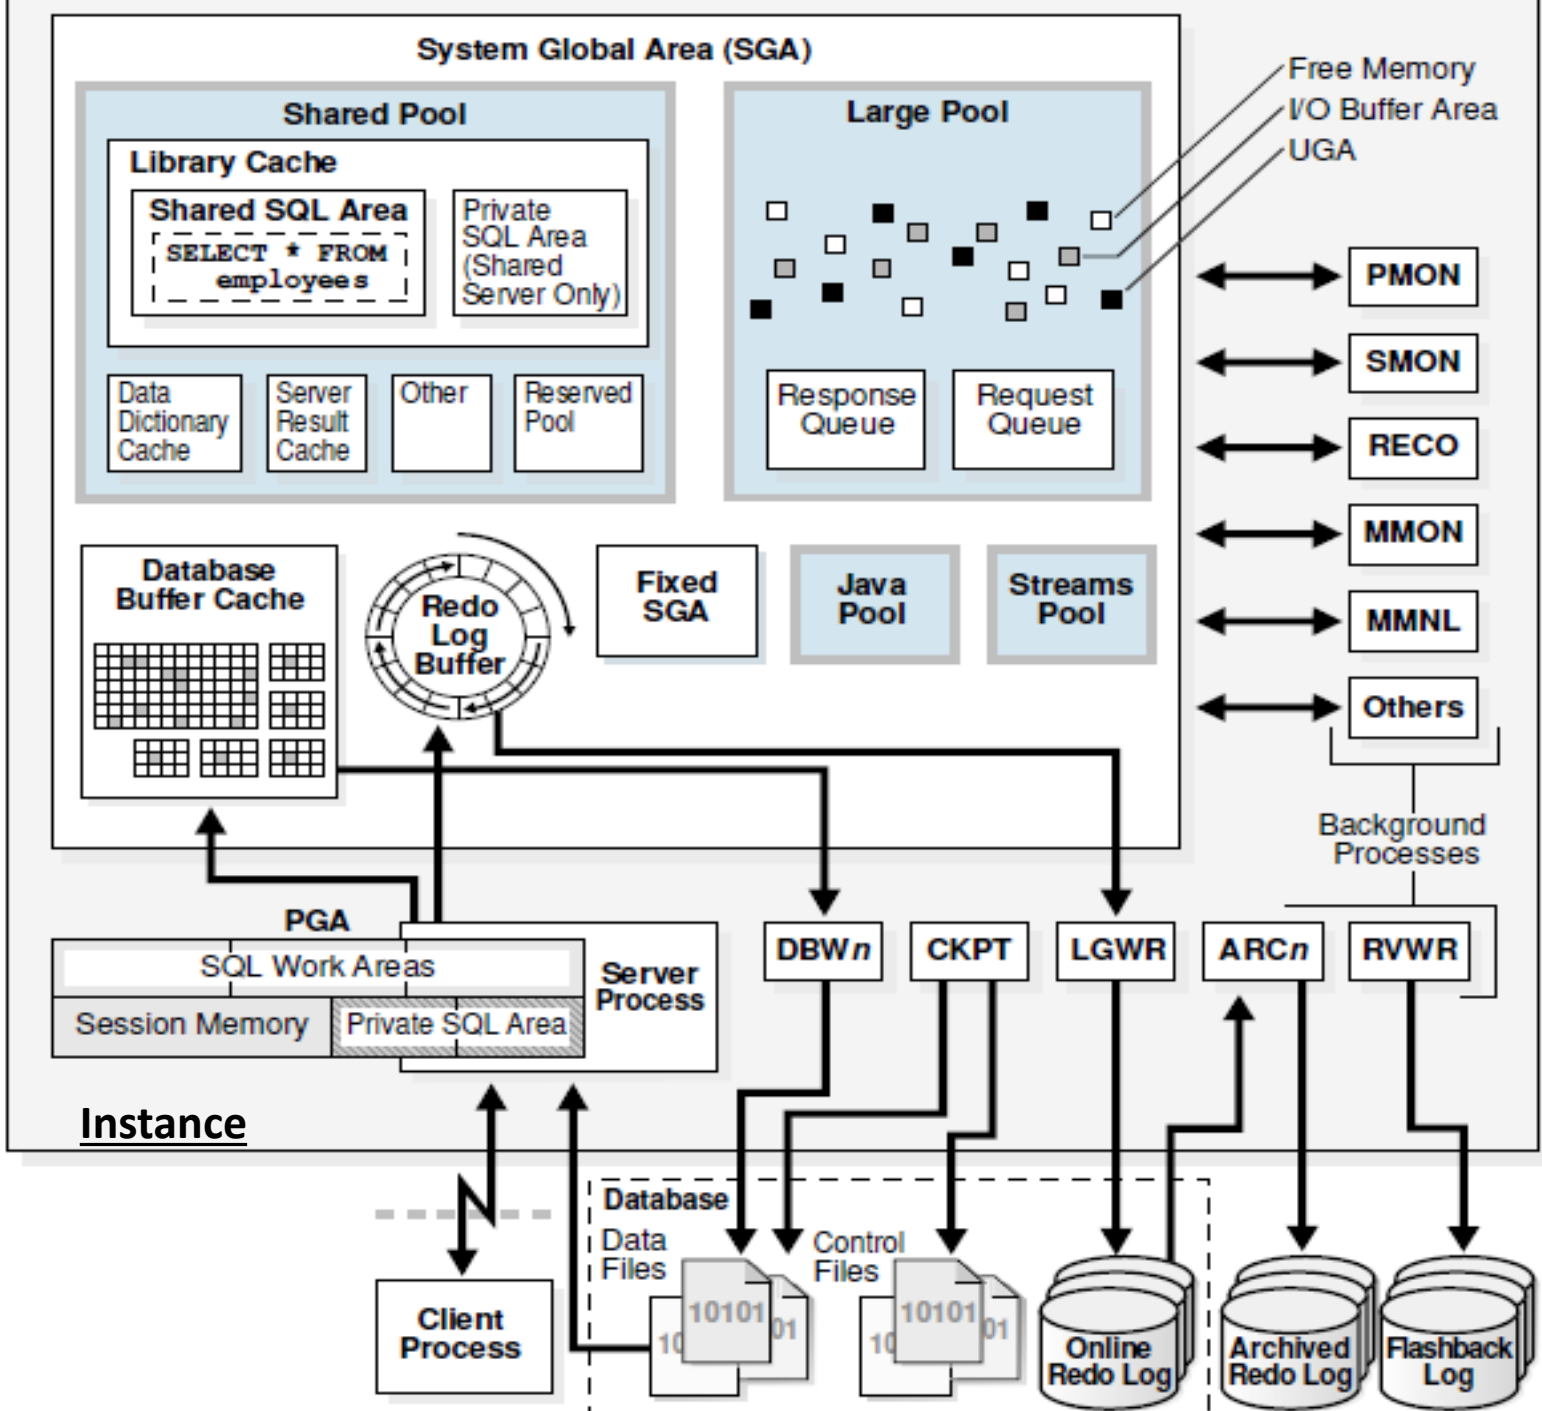 System Global Area (SGA)
Shared Pool
Library Cache
Shared SQL Area
SELECT * FROM
employees
Private
SQL Area
(Shared
Server Only)
Data
Dictionary
Cache
Server
Result
Cache
Other
Reserved
Pool
Large Pool
Response
Queue
Request
Queue
Free Memory
I/O Buffer Area
UGA
PMON
SMON
RECO
MMON
MMNL
Others
Background
Processes
Database
Buffer Cache
Redo
Log
Buffer
Fixed
SGA
Java
Pool
Streams
Pool
PGA
SQL Work Areas
Session Memory
Private SQL Area
Server
Process
DBWn
CKPT
LGWR
ARCn
RVWR
Instance
Client
Process
Database
Data
Files
10101
10
01
Control
Files
10101
10
01
Online
Redo Log
Archived
Redo Log
Flashback
Log